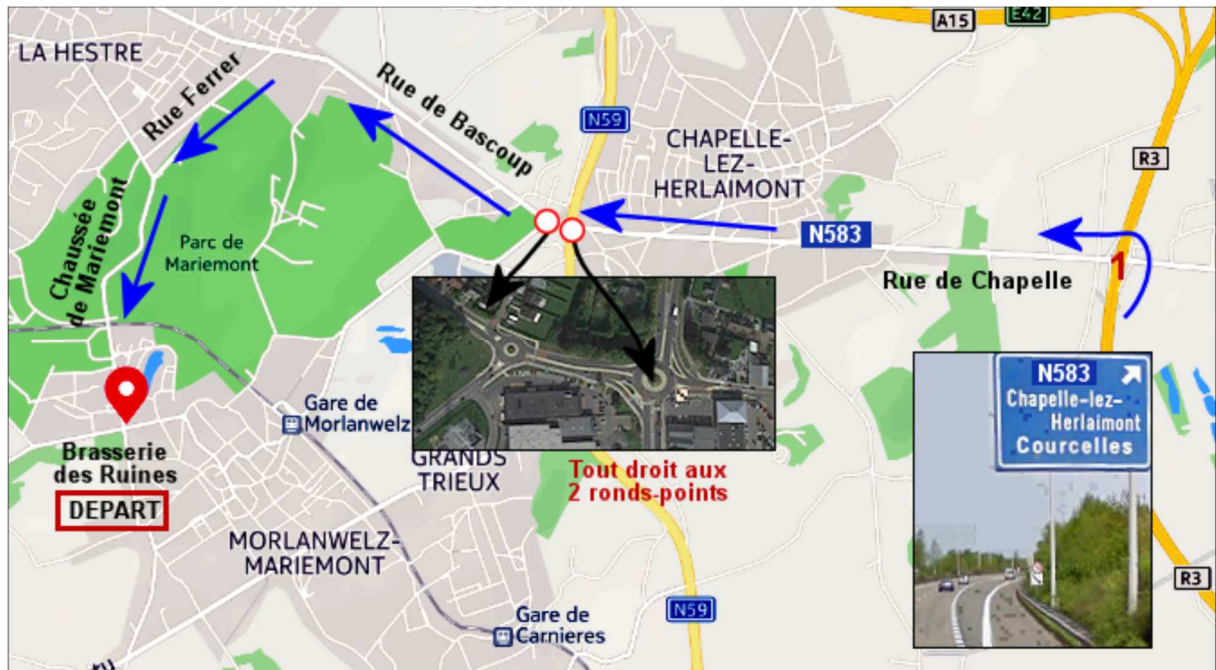 A15
E42
LA HESTRE
Rue Ferrer
Rue de Bascoup
N59
CHAPELLE-
LEZ-
HERLAIMONT
R3
Chaussée
de Mariemont
Parc de
Mariemont
N583
Rue de Chapelle
1
N583
Chapelle-lez-
Herlaimont
Courcelles
Gare de
Morlanwelz
GRANDS
TRIEUX
Tout droit aux
2 ronds-points
Brasserie
des Ruines
DEPART
MORLANWELZ-
MARIEMONT
Gare de
Carnieres
N59
R3